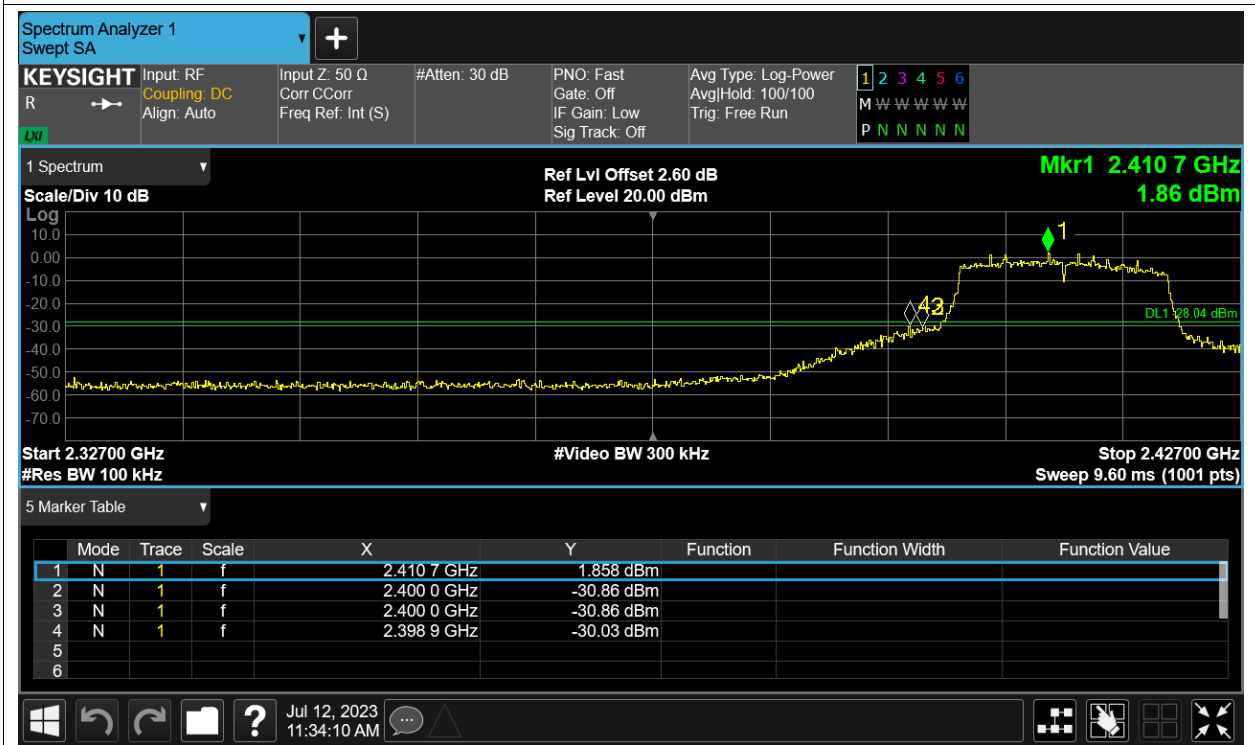 Spectrum Analyzer 1
Swept SA
KEYSIGHT Input: RF Input Z: 50 Ω #Atten: 30 dB PNO: Fast Avg Type: Log-Power 1 2 3 4 5 6
R Coupling: DC Corr CCorr Gate: Off Avg|Hold: 100/100 M W W W W W
Align: Auto Freq Ref: Int (S) IF Gain: Low Trig: Free Run
LXI Sig Track: Off P N N N N N
1 Spectrum Ref Lvl Offset 2.60 dB Mkr1 2.410 7 GHz
Scale/Div 10 dB Ref Level 20.00 dBm 1.86 dBm
Log
10.0
0.00
-10.0
-20.0
-30.0
-40.0
-50.0
-60.0
-70.0
1
DL1 -28.04 dBm
Start 2.32700 GHz #Video BW 300 kHz Stop 2.42700 GHz
#Res BW 100 kHz Sweep 9.60 ms (1001 pts)
5 Marker Table
Mode Trace Scale X Y Function Function Width Function Value
1 N 1 f 2.410 7 GHz 1.858 dBm
2 N 1 f 2.400 0 GHz -30.86 dBm
3 N 1 f 2.400 0 GHz -30.86 dBm
4 N 1 f 2.398 9 GHz -30.03 dBm
5
6
? Jul 12, 2023
11:34:10 AM